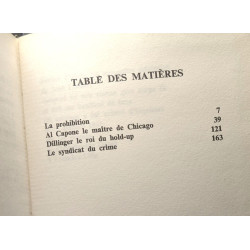 TABLE DES MATIÈRES
La prohibition 7
Al Capone le maître de Chicago 39
Dillinger le roi du hold-up 121
Le syndicat du crime 163